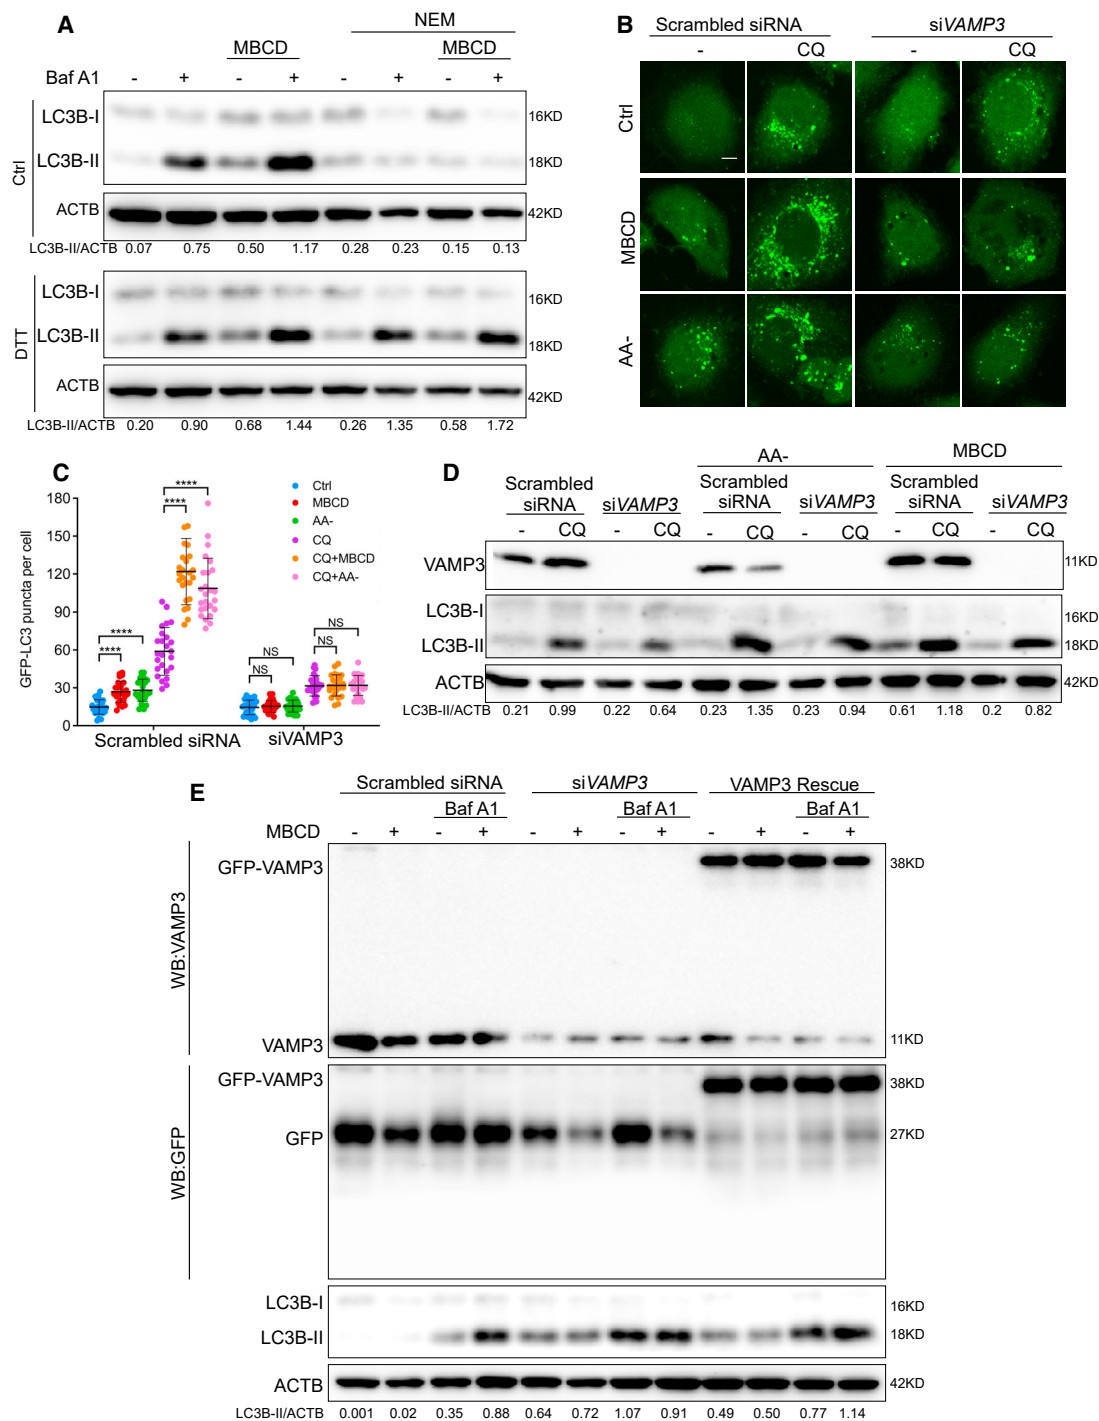 A
NEM
MBCD MBCD
Baf A1 - + - + - + - +
Ctrl
LC3B-I 16KD
LC3B-II 18KD
ACTB 42KD
LC3B-II/ACTB 0.07 0.75 0.50 1.17 0.28 0.23 0.15 0.13
DTT
LC3B-I 16KD
LC3B-II 18KD
ACTB 42KD
LC3B-II/ACTB 0.20 0.90 0.68 1.44 0.26 1.35 0.58 1.72
B
Scrambled siRNA siVAMP3
- CQ - CQ
Ctrl
MBCD
AA-
C
GFP-LC3 puncta per cell
180
150
120
90
60
30
0
**** **** **** ****
NS NS NS NS
Ctrl
MBCD
AA-
CQ
CQ+MBCD
CQ+AA-
Scrambled siRNA siVAMP3
D
AA- MBCD
Scrambled siRNA siVAMP3 Scrambled siRNA siVAMP3 Scrambled siRNA siVAMP3
- CQ - CQ - CQ - CQ - CQ - CQ
VAMP3 11KD
LC3B-I 16KD
LC3B-II 18KD
ACTB 42KD
LC3B-II/ACTB 0.21 0.99 0.22 0.64 0.23 1.35 0.23 0.94 0.61 1.18 0.2 0.82
E
Scrambled siRNA siVAMP3 VAMP3 Rescue
Baf A1 Baf A1 Baf A1
MBCD - + - + - + - + - + - +
WB:VAMP3
GFP-VAMP3 38KD
VAMP3 11KD
WB:GFP
GFP-VAMP3 38KD
GFP 27KD
LC3B-I 16KD
LC3B-II 18KD
ACTB 42KD
LC3B-II/ACTB 0.001 0.02 0.35 0.88 0.64 0.72 1.07 0.91 0.49 0.50 0.77 1.14